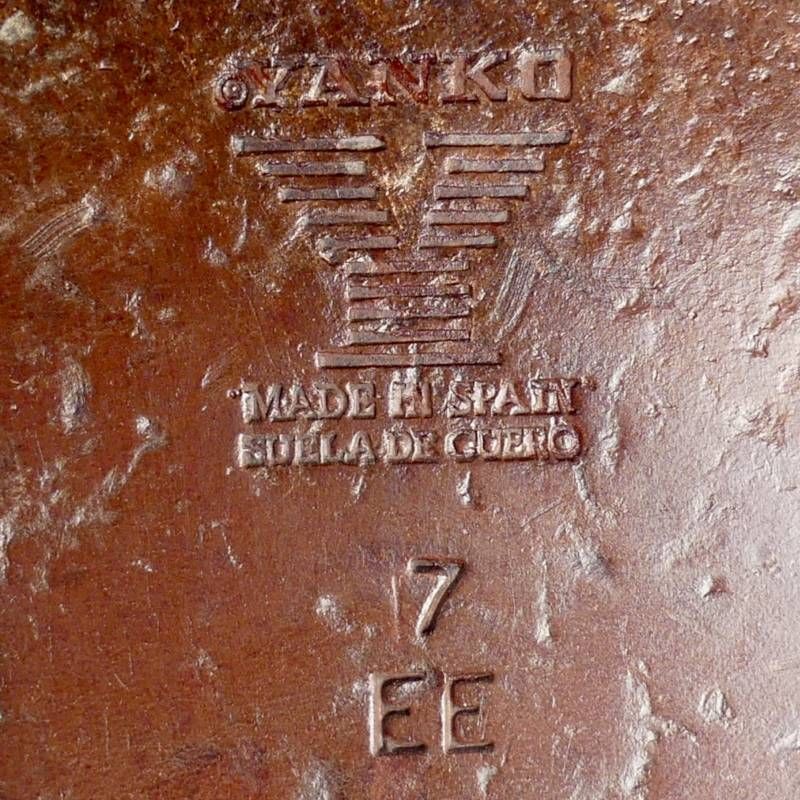 ©YANKO
"MADE IN SPAIN"
SUELA DE CUERO
7
EE